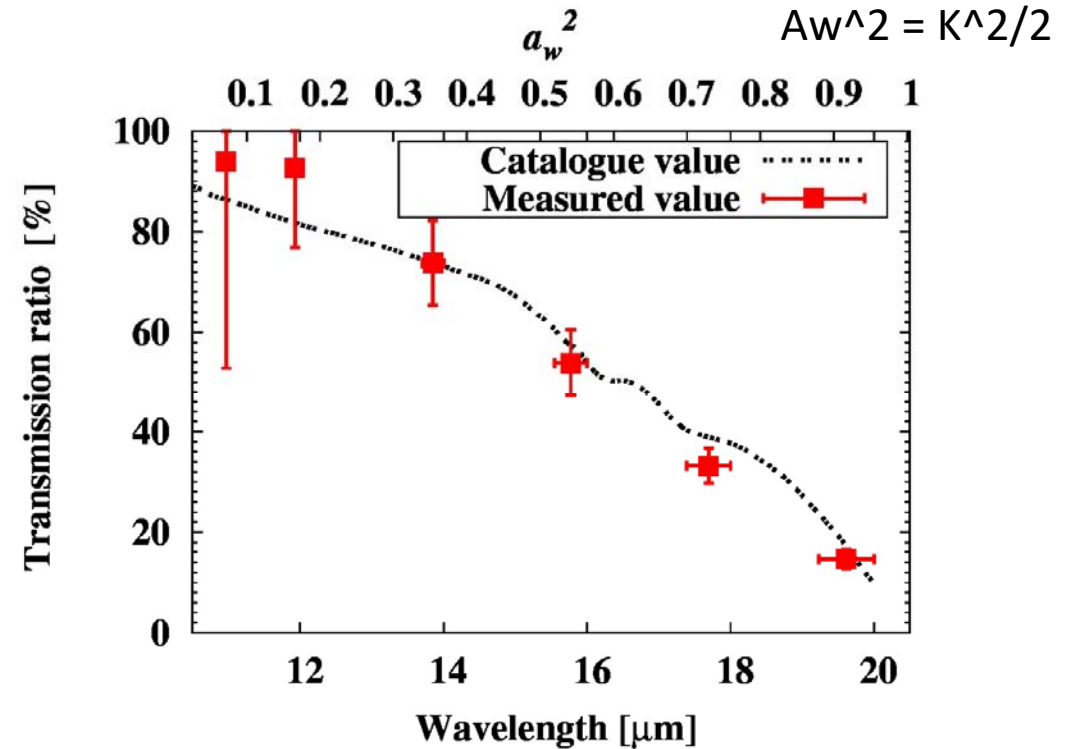 Aw^2 = K^2/2
a_w^2
0.1 0.2 0.3 0.4 0.5 0.6 0.7 0.8 0.9 1
Catalogue value
Measured value
100
80
60
40
20
0
Transmission ratio [%]
12 14 16 18 20
Wavelength [μm]